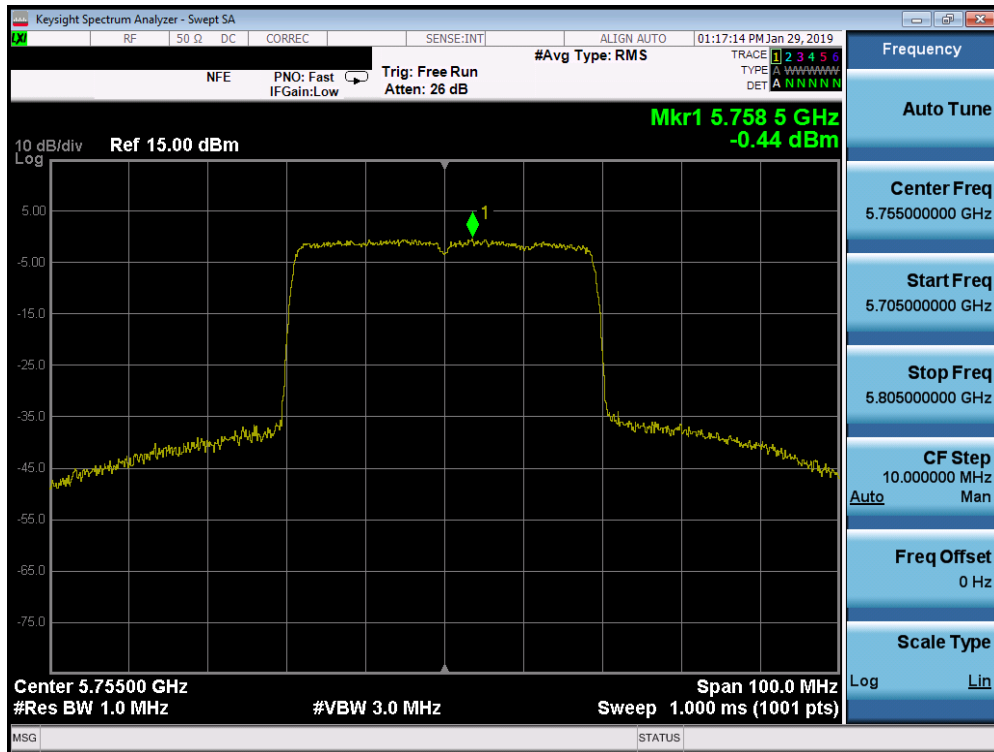 Keysight Spectrum Analyzer - Swept SA
LXI RF 50 Ω DC CORREC SENSE:INT ALIGN AUTO 01:17:14 PM Jan 29, 2019
#Avg Type: RMS
TRACE 1 2 3 4 5 6
TYPE A WWWWW
DET A N N N N N
NFE PNO: Fast Trig: Free Run
IFGain:Low Atten: 26 dB
Mkr1 5.758 5 GHz
-0.44 dBm
10 dB/div Ref 15.00 dBm
Log
1
5.00
-5.00
-15.0
-25.0
-35.0
-45.0
-55.0
-65.0
-75.0
Center 5.75500 GHz Span 100.0 MHz
#Res BW 1.0 MHz #VBW 3.0 MHz Sweep 1.000 ms (1001 pts)
MSG STATUS
Frequency
Auto Tune
Center Freq
5.755000000 GHz
Start Freq
5.705000000 GHz
Stop Freq
5.805000000 GHz
CF Step
10.000000 MHz
Auto Man
Freq Offset
0 Hz
Scale Type
Log Lin